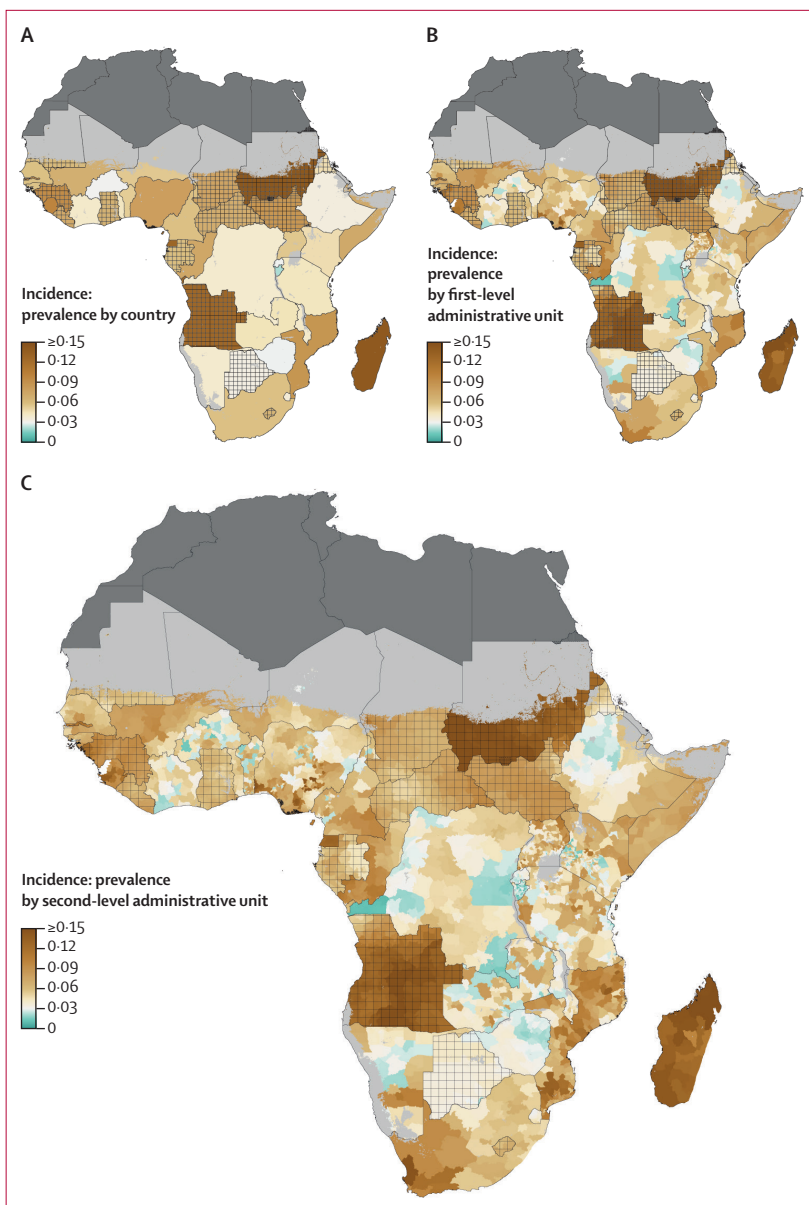 A
Incidence:
prevalence by country
≥0·15
0·12
0·09
0·06
0·03
0
B
Incidence:
prevalence
by first-level
administrative unit
≥0·15
0·12
0·09
0·06
0·03
0
C
Incidence: prevalence
by second-level administrative unit
≥0·15
0·12
0·09
0·06
0·03
0